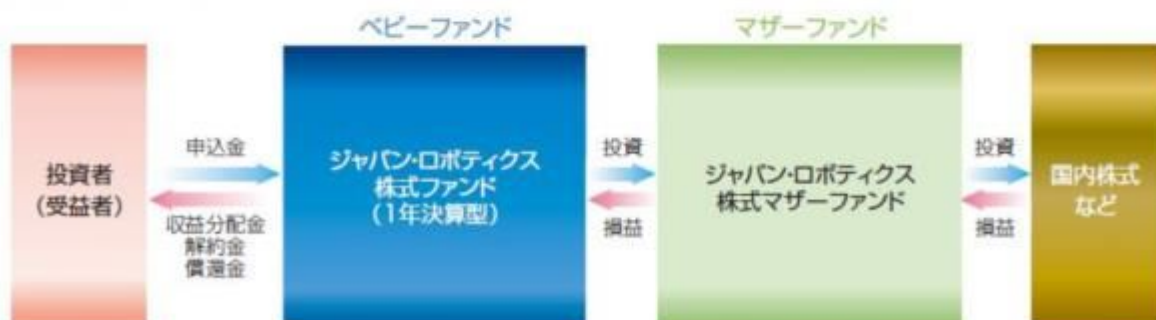 ベビーファンド
マザーファンド
投資者
(受益者)
申込金
収益分配金
解約金
償還金
ジャパン・ロボティクス
株式ファンド
(1年決算型)
投資
損益
ジャパン・ロボティクス
株式マザーファンド
投資
損益
国内株式
など